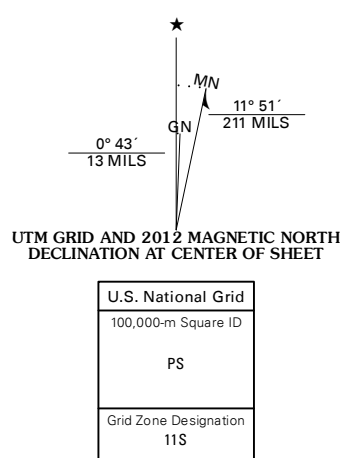 ★
MN
GN
11° 51´
211 MILS
0° 43´
13 MILS
UTM GRID AND 2012 MAGNETIC NORTH
DECLINATION AT CENTER OF SHEET
U.S. National Grid
100,000-m Square ID
PS
Grid Zone Designation
11S